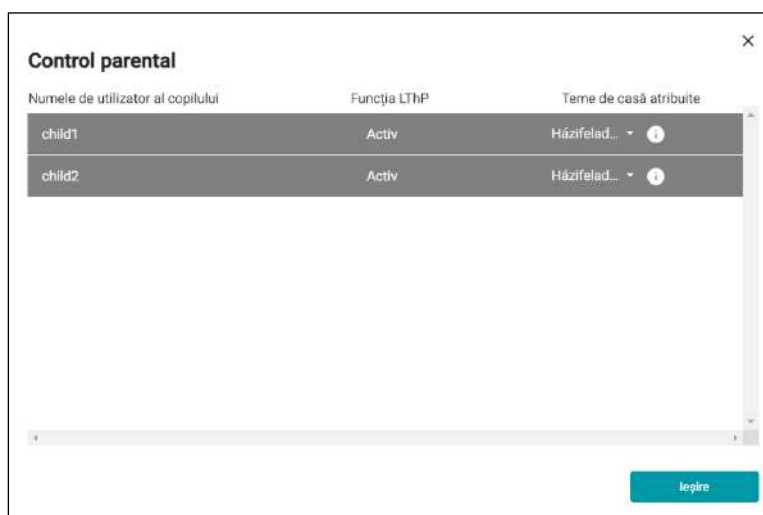 Control parental
Numele de utilizator al copilului Funcția LThP Teme de casă atribuite
child1 Activ Házifelad...
child2 Activ Házifelad...
Ieșire